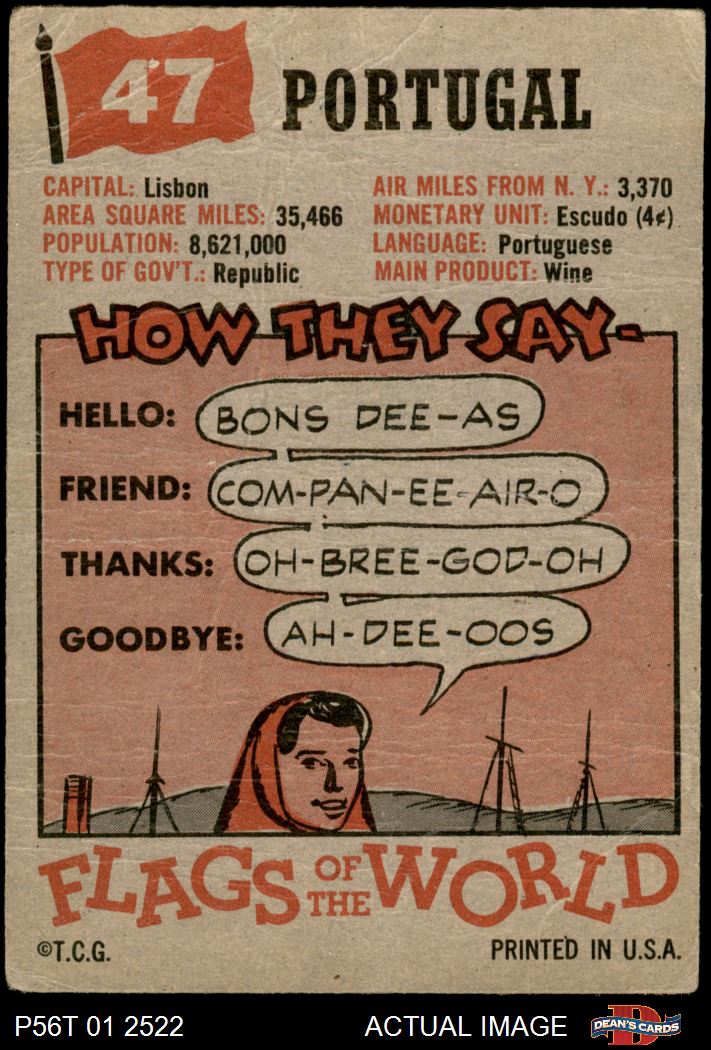 47 PORTUGAL
CAPITAL: Lisbon
AREA SQUARE MILES: 35,466
POPULATION: 8,621,000
TYPE OF GOV'T.: Republic
AIR MILES FROM N. Y.: 3,370
MONETARY UNIT: Escudo (4¢)
LANGUAGE: Portuguese
MAIN PRODUCT: Wine
HOW THEY SAY-
HELLO: BONS DEE-AS
FRIEND: COM-PAN-EE-AIR-O
THANKS: OH-BREE-GOD-OH
GOODBYE: AH-DEE-OOS
FLAGS OF THE WORLD
©T.C.G. PRINTED IN U.S.A.
P56T 01 2522 ACTUAL IMAGE D DEAN'S CARDS